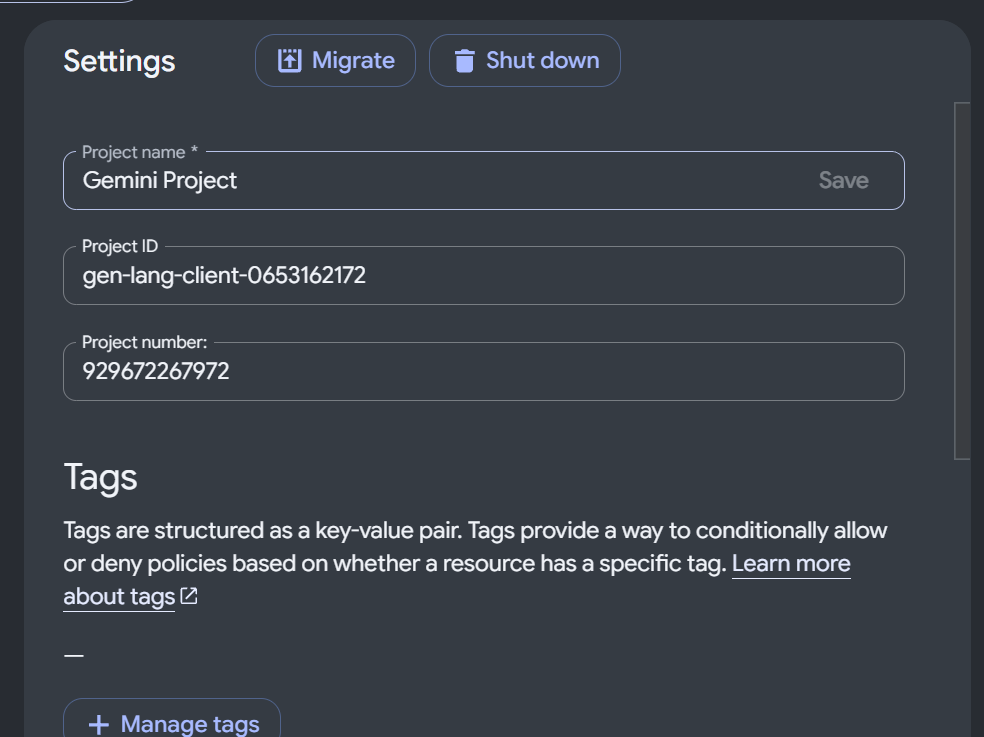 Settings
Migrate
Shut down
Project name *
Gemini Project
Save
Project ID
gen-lang-client-0653162172
Project number:
929672267972
Tags
Tags are structured as a key-value pair. Tags provide a way to conditionally allow
or deny policies based on whether a resource has a specific tag. Learn more
about tags
—
Manage tags